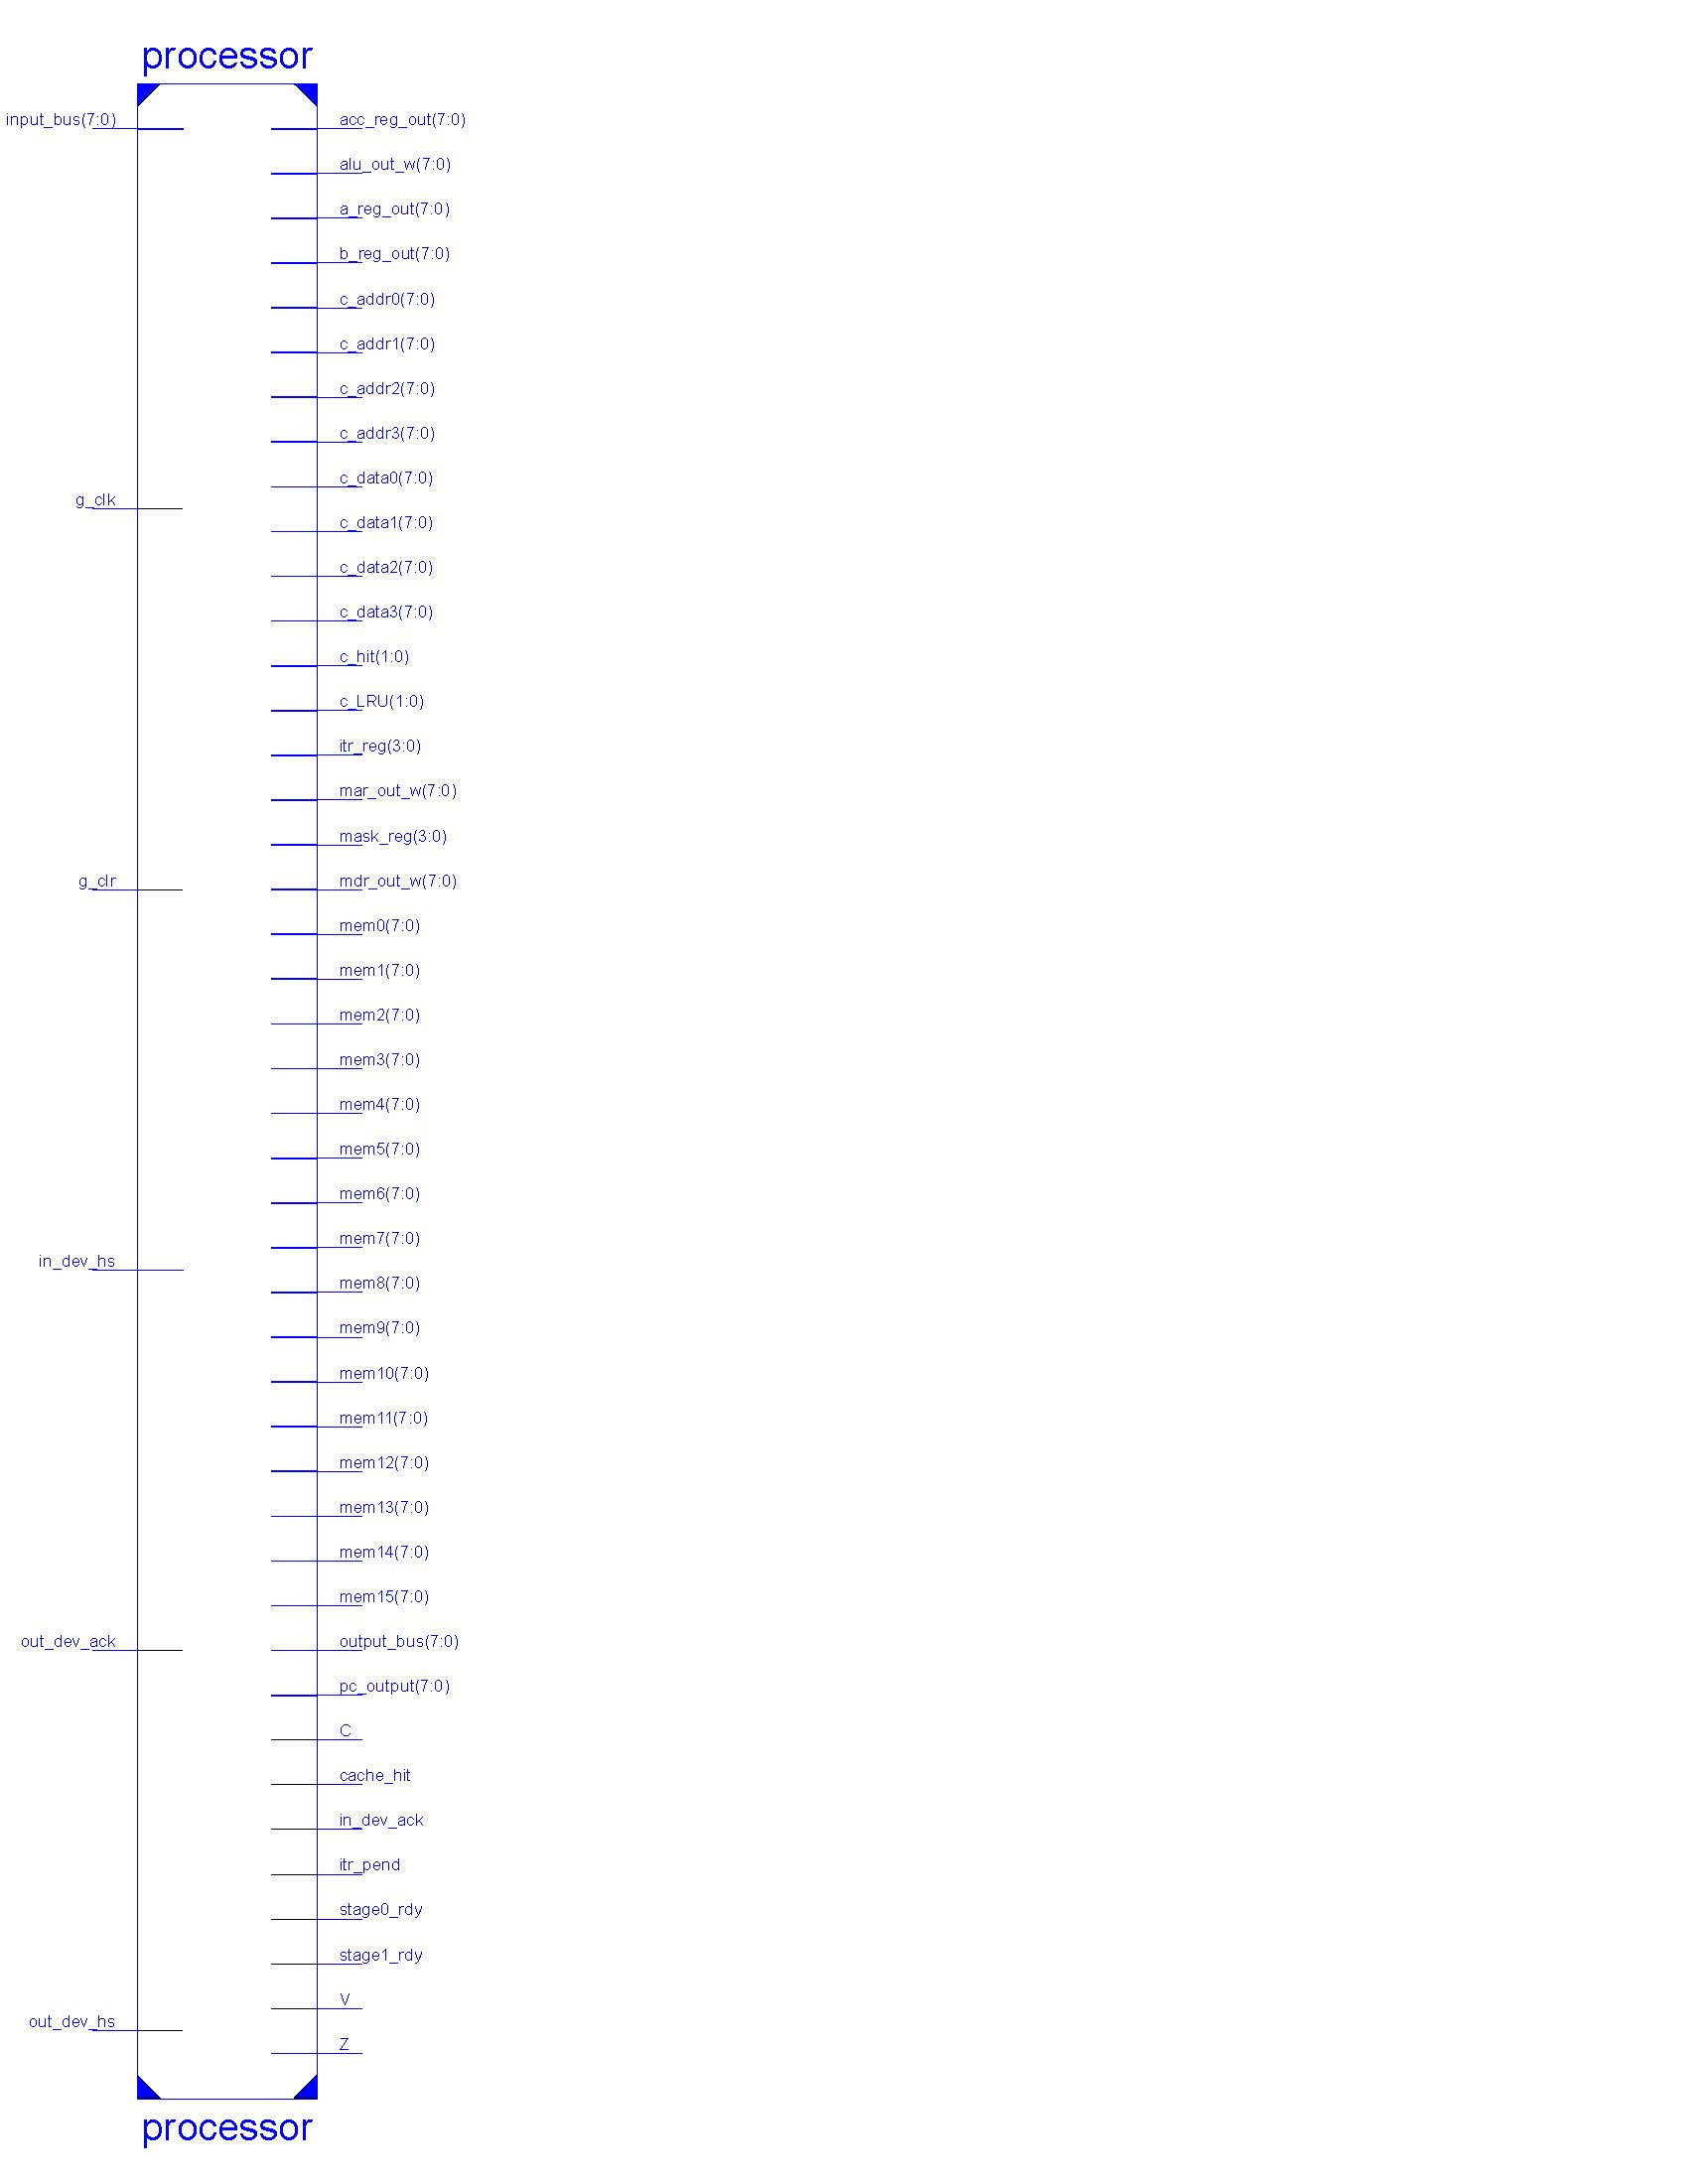 processor
input_bus(7:0)
acc_reg_out(7:0)
alu_out_w(7:0)
a_reg_out(7:0)
b_reg_out(7:0)
c_addr0(7:0)
c_addr1(7:0)
c_addr2(7:0)
c_addr3(7:0)
c_data0(7:0)
g_clk
c_data1(7:0)
c_data2(7:0)
c_data3(7:0)
c_hit(1:0)
c_LRU(1:0)
itr_reg(3:0)
mar_out_w(7:0)
mask_reg(3:0)
g_clr
mdr_out_w(7:0)
mem0(7:0)
mem1(7:0)
mem2(7:0)
mem3(7:0)
mem4(7:0)
mem5(7:0)
mem6(7:0)
mem7(7:0)
in_dev_hs
mem8(7:0)
mem9(7:0)
mem10(7:0)
mem11(7:0)
mem12(7:0)
mem13(7:0)
mem14(7:0)
mem15(7:0)
out_dev_ack
output_bus(7:0)
pc_output(7:0)
C
cache_hit
in_dev_ack
itr_pend
stage0_rdy
stage1_rdy
V
out_dev_hs
Z
processor